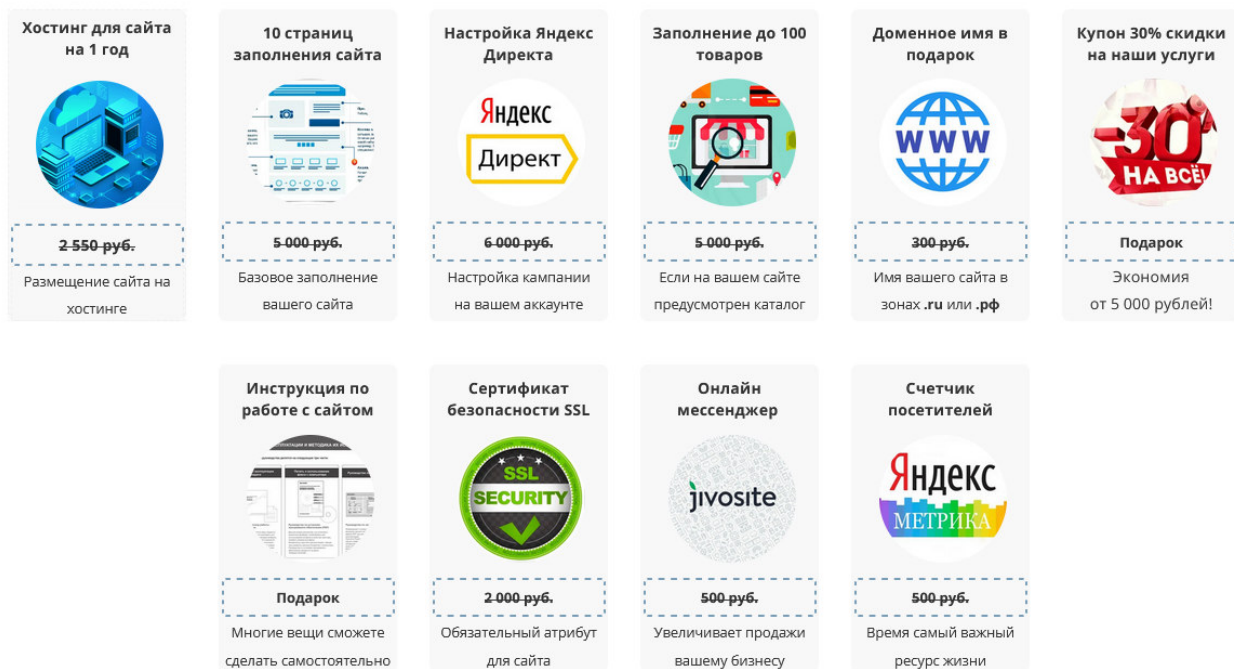 Хостинг для сайта
на 1 год
2 550 руб.
Размещение сайта на
хостинге
10 страниц
заполнения сайта
5 000 руб.
Базовое заполнение
вашего сайта
Настройка Яндекс
Директа
Яндекс
Директ
6 000 руб.
Настройка кампании
на вашем аккаунте
Заполнение до 100
товаров
5 000 руб.
Если на вашем сайте
предусмотрен каталог
Доменное имя в
подарок
WWW
300 руб.
Имя вашего сайта в
зонах .ru или .рф
Купон 30% скидки
на наши услуги
-30%
НА ВСЁ!
Подарок
Экономия
от 5 000 рублей!
Инструкция по
работе с сайтом
Подарок
Многие вещи сможете
сделать самостоятельно
Сертификат
безопасности SSL
SSL
SECURITY
2 000 руб.
Обязательный атрибут
для сайта
Онлайн
мессенджер
jivosite
500 руб.
Увеличивает продажи
вашему бизнесу
Счетчик
посетителей
Яндекс
МЕТРИКА
500 руб.
Время самый важный
ресурс жизни